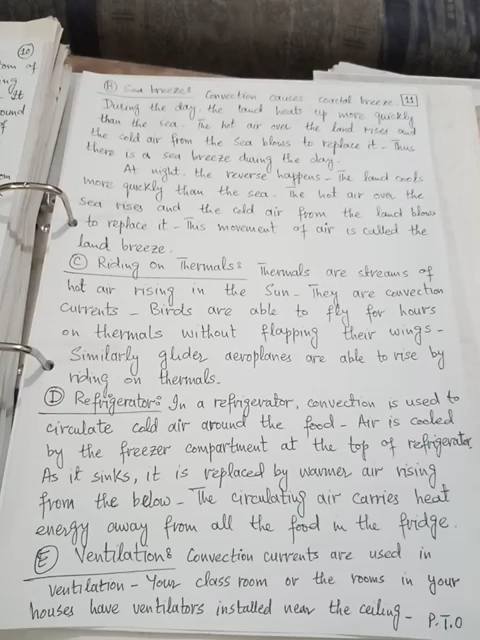 10
(H) Sea breeze: Convection causes coastal breeze. 11
During the day, the land heats up more quickly
than the sea. The hot air over the land rises and
the cold air from the sea blows to replace it - Thus
there is a sea breeze during the day.
At night, the reverse happens - The land cools
more quickly than the sea. The hot air over the
sea rises and the cold air from the land blows
to replace it - This movement of air is called the
land breeze.
(C) Riding on Thermals: Thermals are streams of
hot air rising in the Sun - They are convection
currents - Birds are able to fly for hours
on thermals without flapping their wings -
Similarly glider aeroplanes are able to rise by
riding on thermals.
(D) Refrigerator: In a refrigerator, convection is used to
circulate cold air around the food - Air is cooled
by the freezer compartment at the top of refrigerator.
As it sinks, it is replaced by warmer air rising
from the below - The circulating air carries heat
energy away from all the food in the fridge.
(E) Ventilation: Convection currents are used in
ventilation - Your class room or the rooms in your
houses have ventilators installed near the ceiling - P.T.O